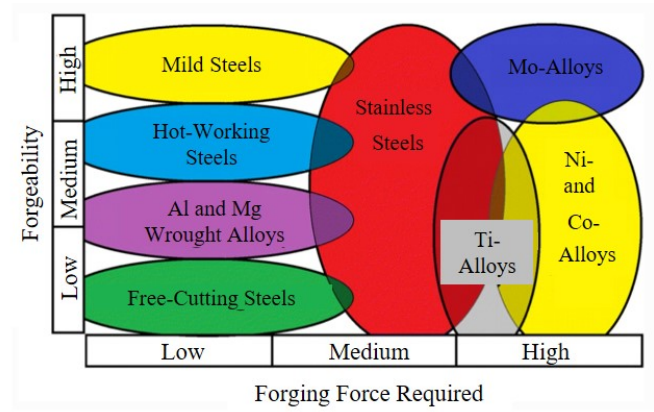 High
Medium
Low
Forgeability
Mild Steels
Hot-Working
Steels
Al and Mg
Wrought Alloys
Free-Cutting Steels
Stainless
Steels
Mo-Alloys
Ni-
and
Co-
Alloys
Ti-
Alloys
Low
Medium
High
Forging Force Required